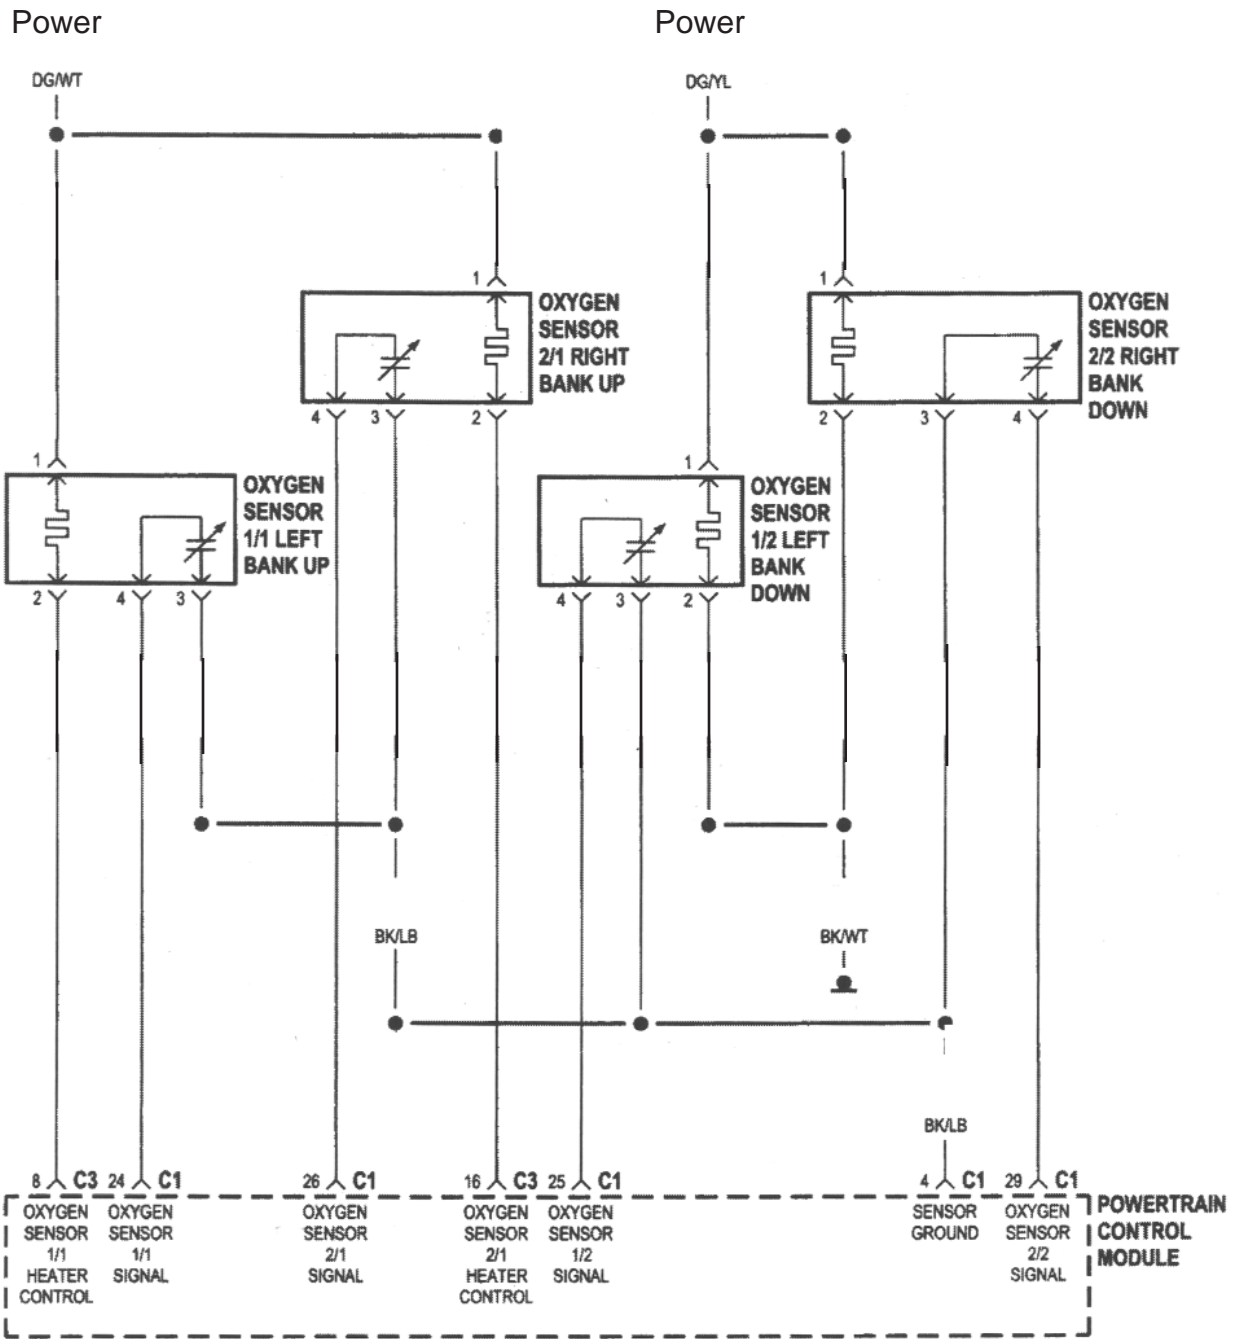 Power
Power
DG/WT
DG/YL
1
1
OXYGEN
SENSOR
2/1 RIGHT
BANK UP
OXYGEN
SENSOR
2/2 RIGHT
BANK
DOWN
4
3
2
2
3
4
1
1
OXYGEN
SENSOR
1/1 LEFT
BANK UP
OXYGEN
SENSOR
1/2 LEFT
BANK
DOWN
2
4
3
4
3
2
BK/LB
BK/WT
BK/LB
8 C3
24 C1
26 C1
16 C3
25 C1
4 C1
29 C1
OXYGEN
SENSOR
1/1
HEATER
CONTROL
OXYGEN
SENSOR
1/1
SIGNAL
OXYGEN
SENSOR
2/1
SIGNAL
OXYGEN
SENSOR
2/1
HEATER
CONTROL
OXYGEN
SENSOR
1/2
SIGNAL
SENSOR
GROUND
OXYGEN
SENSOR
2/2
SIGNAL
POWERTRAIN
CONTROL
MODULE